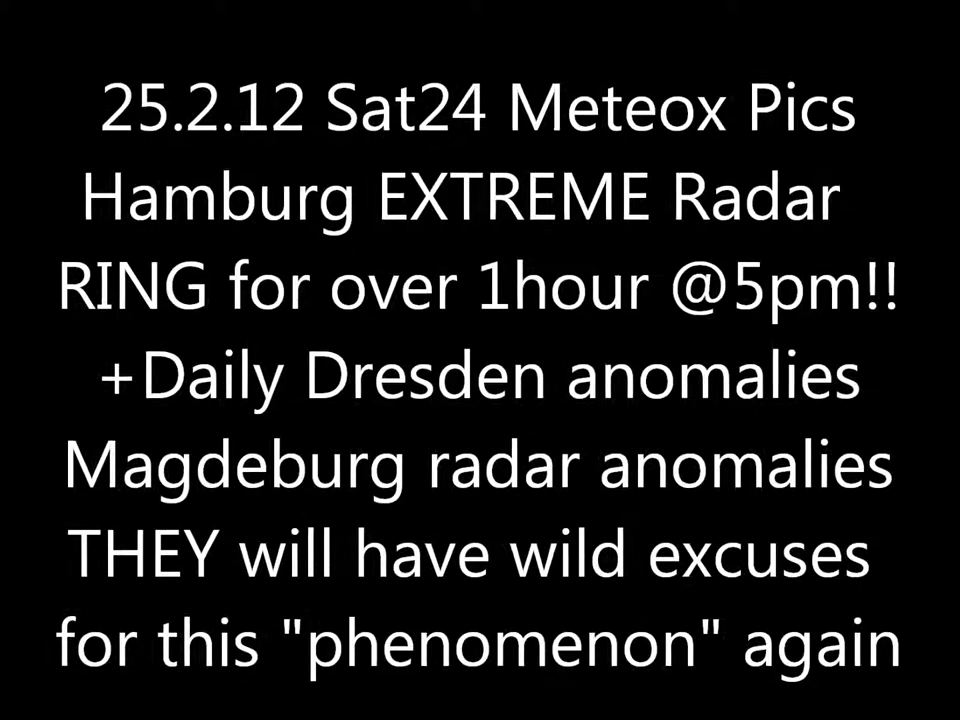 25.2.12 Sat24 Meteox Pics
Hamburg EXTREME Radar
RING for over 1hour @5pm!!
+Daily Dresden anomalies
Magdeburg radar anomalies
THEY will have wild excuses
for this "phenomenon" again